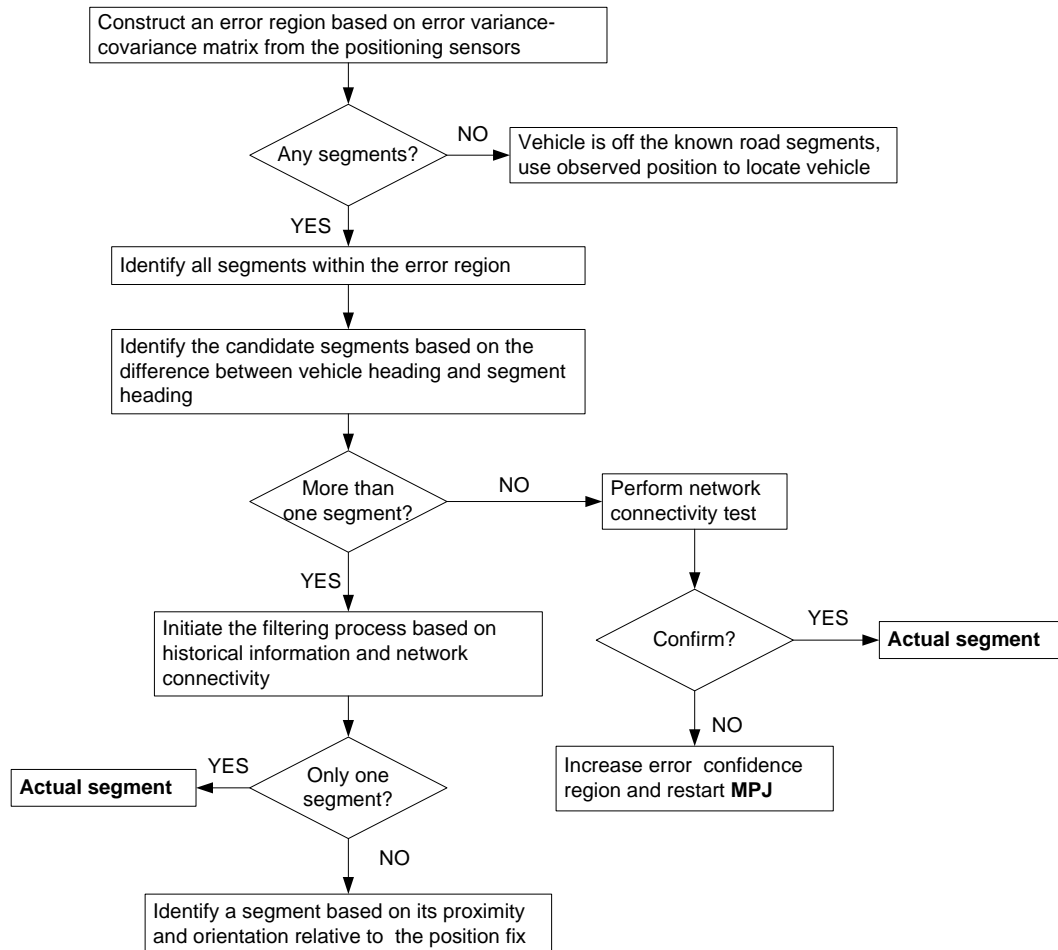 Construct an error region based on error variance-
covariance matrix from the positioning sensors
Any segments?
NO
Vehicle is off the known road segments,
use observed position to locate vehicle
YES
Identify all segments within the error region
Identify the candidate segments based on the
difference between vehicle heading and segment
heading
More than
one segment?
NO
Perform network
connectivity test
YES
Initiate the filtering process based on
historical information and network
connectivity
Confirm?
YES
Actual segment
NO
Increase error confidence
region and restart MPJ
Only one
segment?
YES
Actual segment
NO
Identify a segment based on its proximity
and orientation relative to the position fix